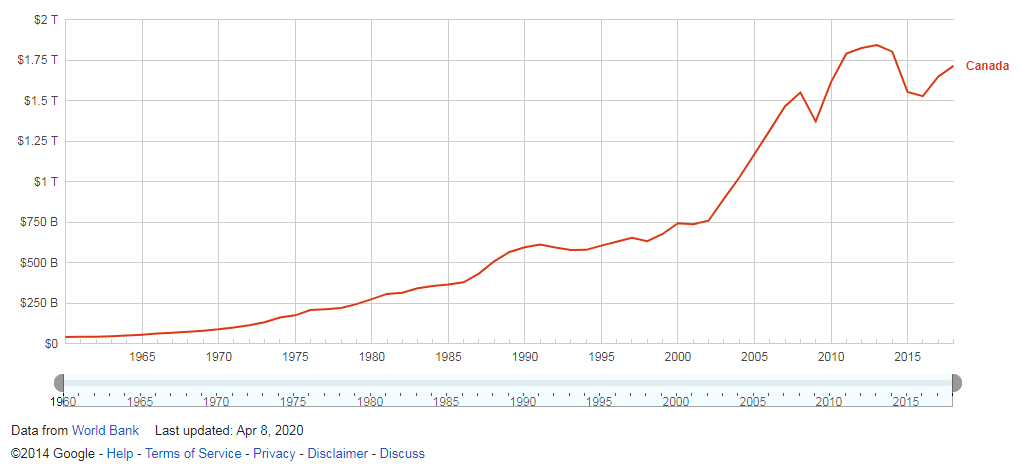 $2 T
$1.75 T
Canada
$1.5 T
$1.25 T
$1 T
$750 B
$500 B
$250 B
$0
1965 1970 1975 1980 1985 1990 1995 2000 2005 2010 2015
1960 1965 1970 1975 1980 1985 1990 1995 2000 2005 2010 2015
Data from World Bank Last updated: Apr 8, 2020
©2014 Google - Help - Terms of Service - Privacy - Disclaimer - Discuss